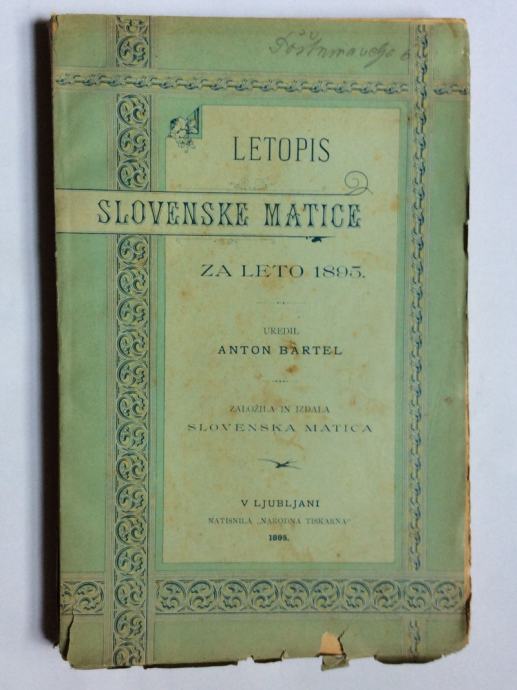 LETOPIS
SLOVENSKE MATICE
ZA LETO 1895.
UREDIL
ANTON BARTEL
ZALOŽILA IN IZDALA
SLOVENSKA MATICA
V LJUBLJANI
NATISNILA „NARODNA TISKARNA“
1895.